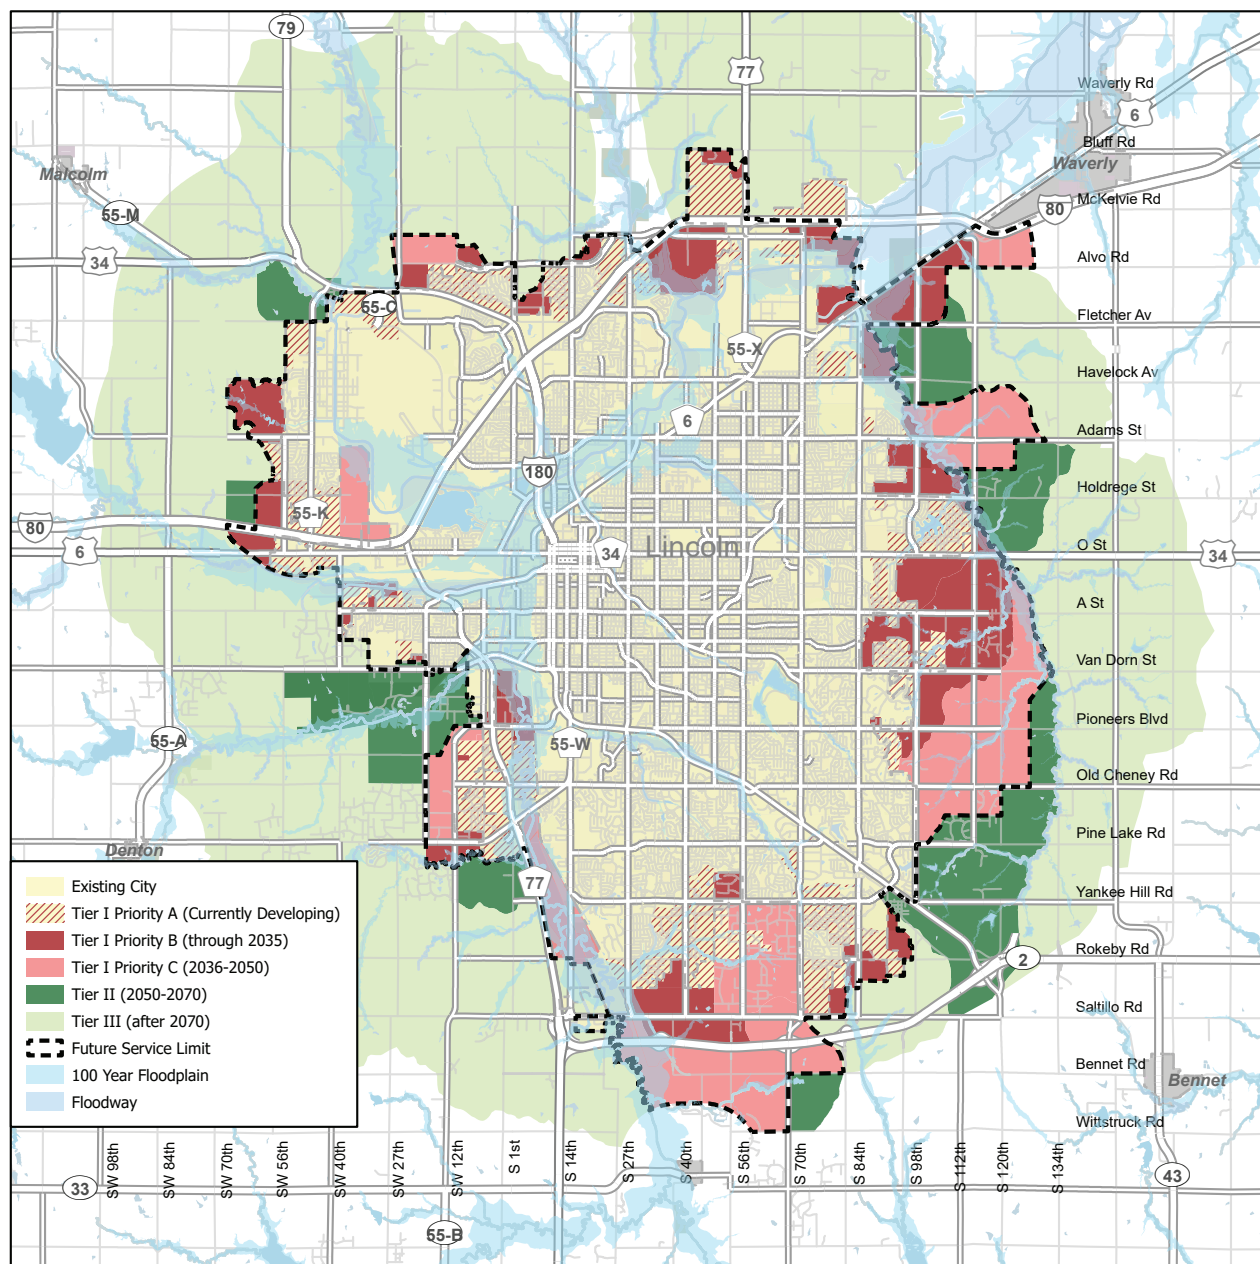 79
77
Waverly Rd
6
Bluff Rd
Waverly
Malcolm
McKelvie Rd
80
55-M
34
Alvo Rd
55-C
Fletcher Av
55-X
Havelock Av
6
Adams St
180
Holdrege St
55-K
80
6
34
Lincoln
O St
34
A St
Van Dorn St
Pioneers Blvd
55-A
55-W
Old Cheney Rd
Pine Lake Rd
Denton
77
Yankee Hill Rd
Rokeby Rd
2
Saltillo Rd
Bennet Rd
Bennet
Wittstruck Rd
Existing City
Tier I Priority A (Currently Developing)
Tier I Priority B (through 2035)
Tier I Priority C (2036-2050)
Tier II (2050-2070)
Tier III (after 2070)
Future Service Limit
100 Year Floodplain
Floodway
SW 98th
SW 84th
SW 70th
SW 56th
SW 40th
SW 27th
SW 12th
S 1st
S 14th
S 27th
S 40th
S 56th
S 70th
S 84th
S 98th
S 112th
S 120th
S 134th
33
43
55-B